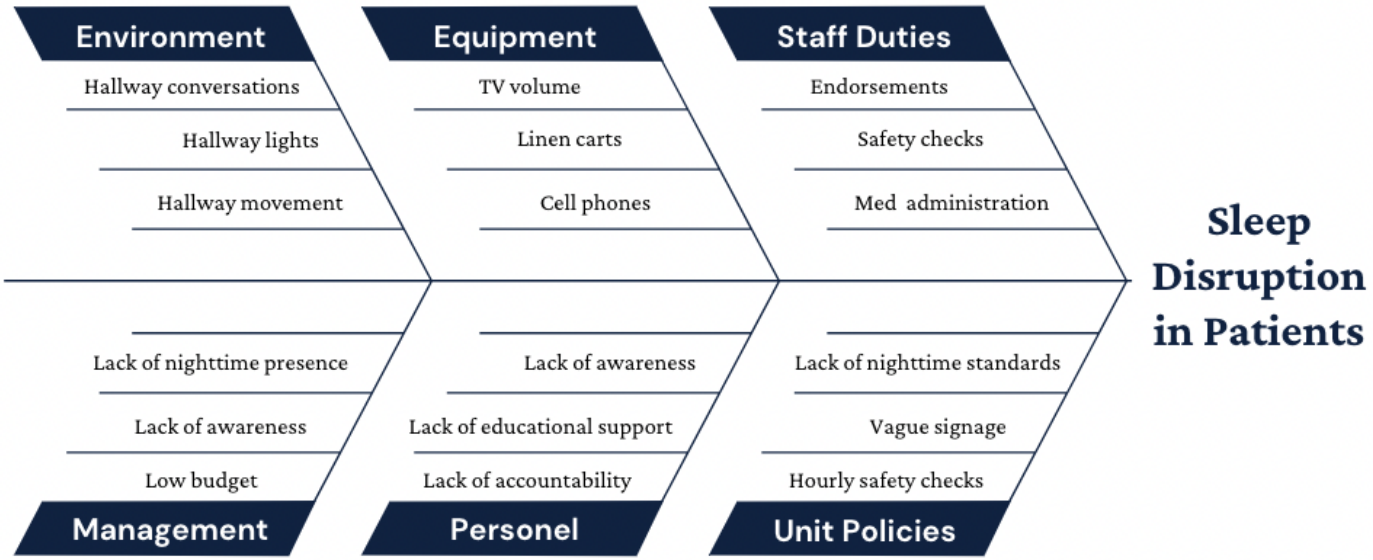 Environment
Hallway conversations
Hallway lights
Hallway movement
Equipment
TV volume
Linen carts
Cell phones
Staff Duties
Endorsements
Safety checks
Med administration
Sleep
Disruption
in Patients
Lack of nighttime presence
Lack of awareness
Low budget
Management
Lack of awareness
Lack of educational support
Lack of accountability
Personel
Lack of nighttime standards
Vague signage
Hourly safety checks
Unit Policies